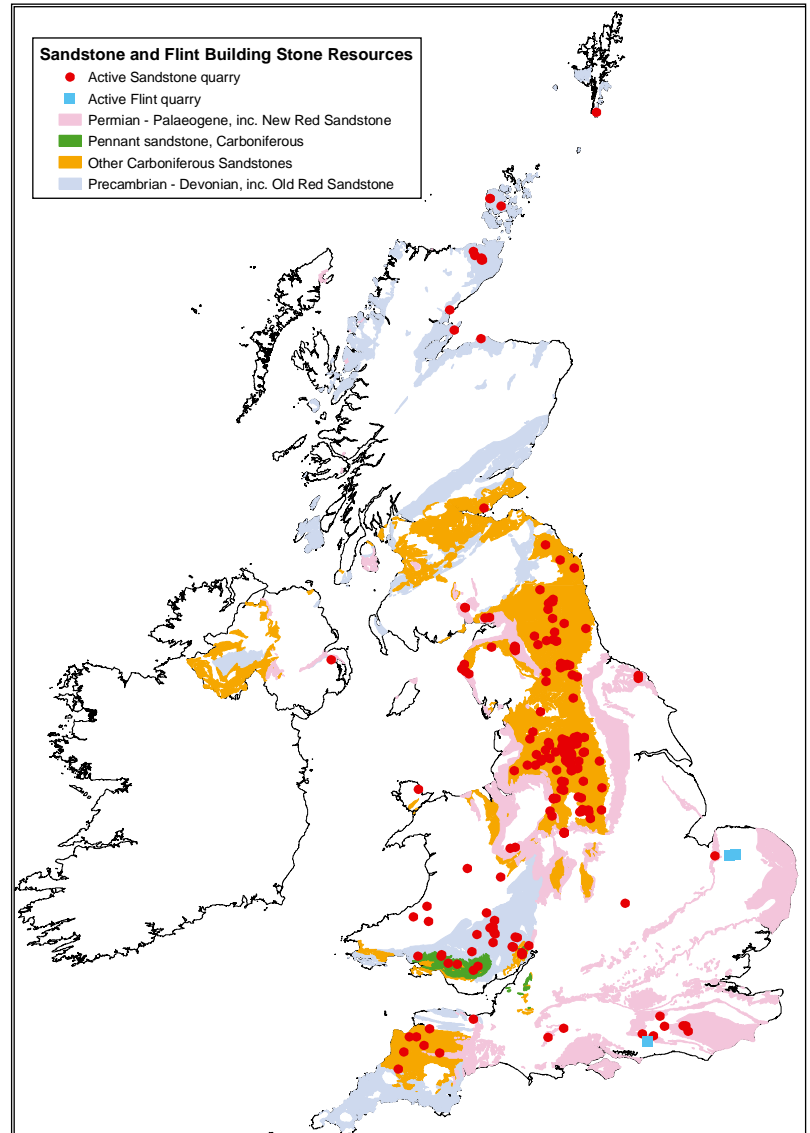 Sandstone and Flint Building Stone Resources
Active Sandstone quarry
Active Flint quarry
Permian - Palaeogene, inc. New Red Sandstone
Pennant sandstone, Carboniferous
Other Carboniferous Sandstones
Precambrian - Devonian, inc. Old Red Sandstone